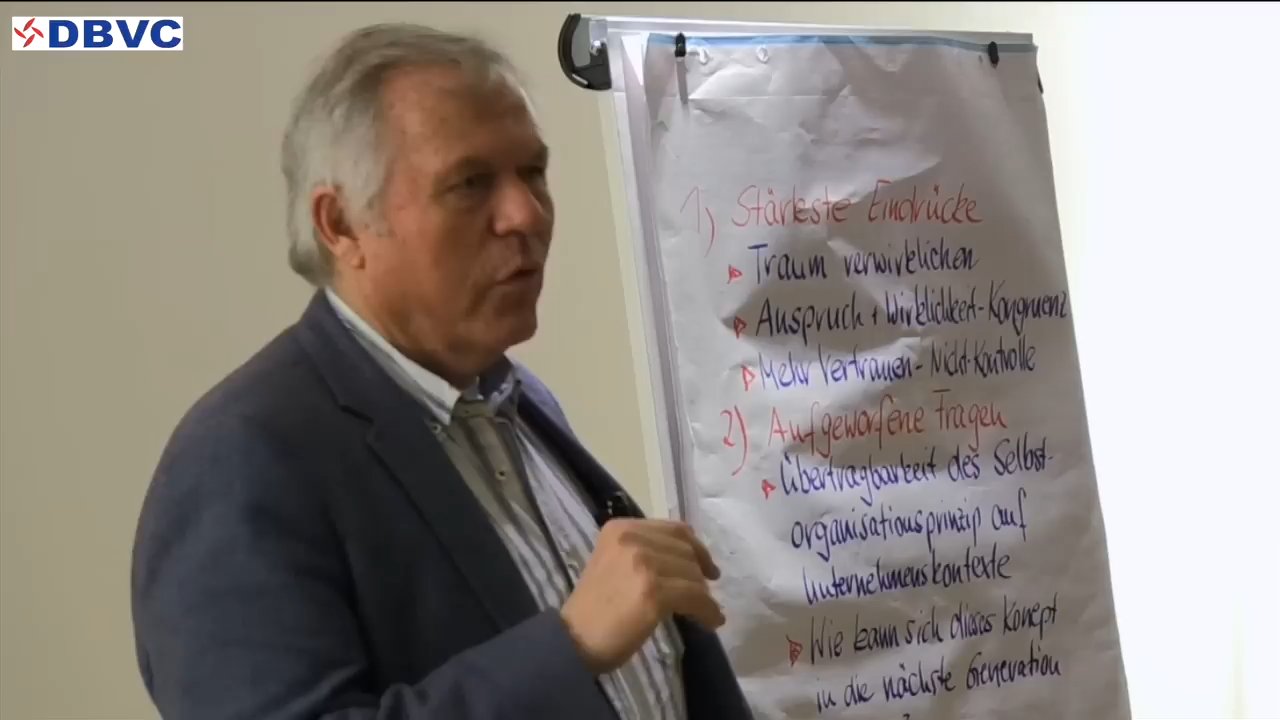 DBVC
1) Stärkste Eindrücke
Traum verwirklichen
Anspruch + Wirklichkeit-Kongruenz
Mehr Vertrauen - Nicht-Kontrolle
2) Aufgeworfene Fragen
Übertragbarkeit des Selbst-
organisationsprinzip auf
Unternehmenskontexte
Wie kann sich dieses Konept
in die nächste Generation